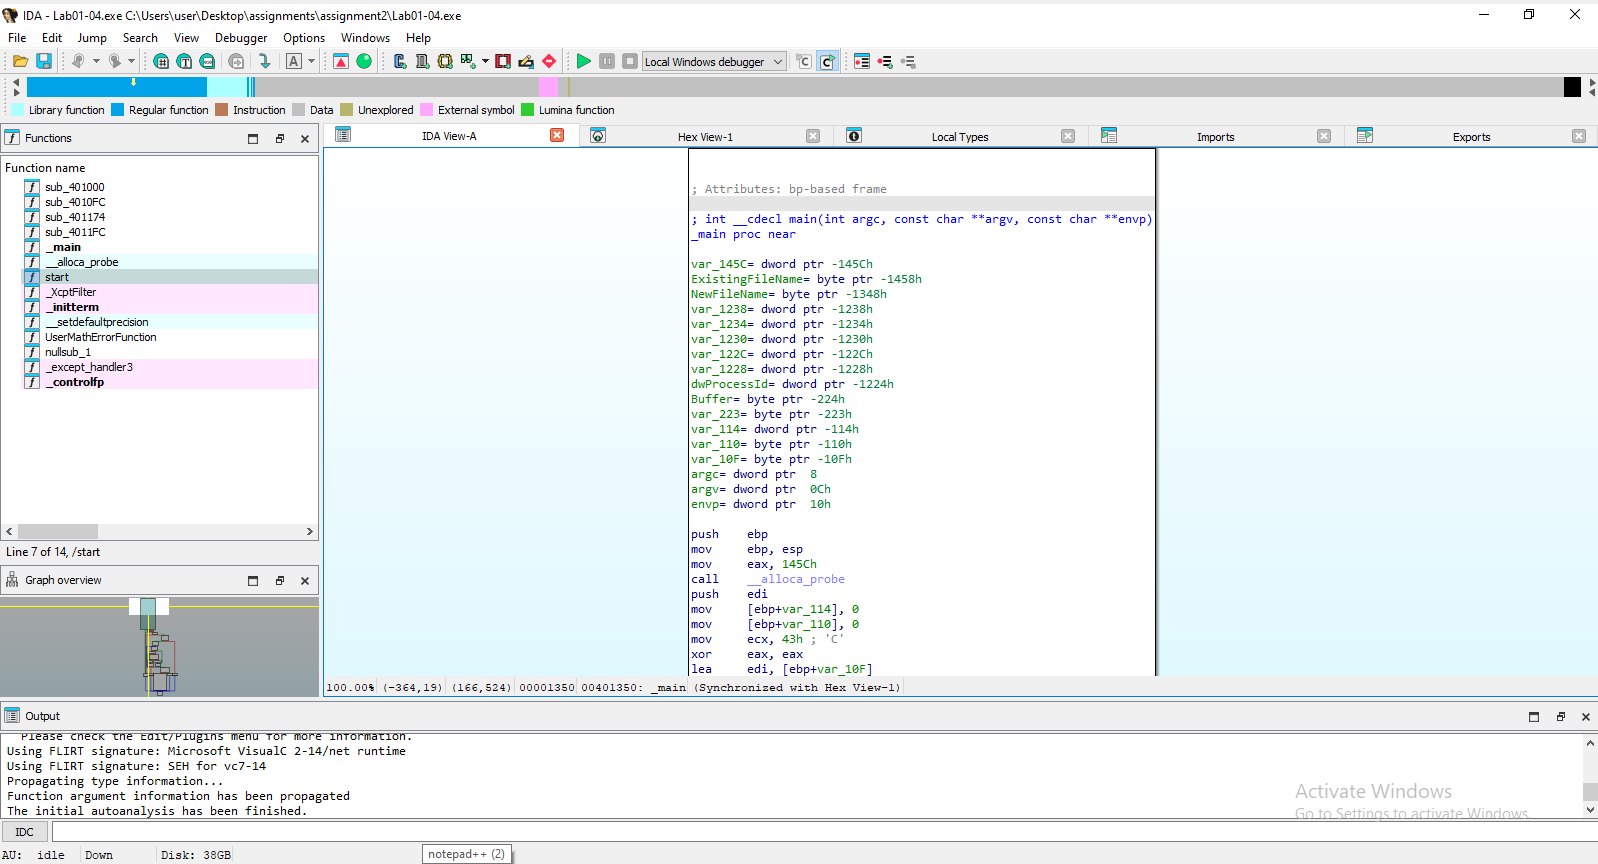 IDA - Lab01-04.exe C:\Users\user\Desktop\assignments\assignment2\Lab01-04.exe
File Edit Jump Search View Debugger Options Windows Help
Local Windows debugger
Library function Regular function Instruction Data Unexplored External symbol Lumina function
Functions
IDA View-A Hex View-1 Local Types Imports Exports
Function name
sub_401000
sub_4010FC
sub_401174
sub_4011FC
_main
__alloca_probe
start
_XcptFilter
_initterm
__setdefaultprecision
UserMathErrorFunction
nullsub_1
_except_handler3
_controlfp
Line 7 of 14, /start
Graph overview
; Attributes: bp-based frame
; int __cdecl main(int argc, const char **argv, const char **envp)
_main proc near
var_145C= dword ptr -145Ch
ExistingFileName= byte ptr -1458h
NewFileName= byte ptr -1348h
var_1238= dword ptr -1238h
var_1234= dword ptr -1234h
var_1230= dword ptr -1230h
var_122C= dword ptr -122Ch
var_1228= dword ptr -1228h
dwProcessId= dword ptr -1224h
Buffer= byte ptr -224h
var_223= byte ptr -223h
var_114= dword ptr -114h
var_110= byte ptr -110h
var_10F= byte ptr -10Fh
argc= dword ptr  8
argv= dword ptr  0Ch
envp= dword ptr  10h
push ebp
mov ebp, esp
mov eax, 145Ch
call __alloca_probe
push edi
mov [ebp+var_114], 0
mov [ebp+var_110], 0
mov ecx, 43h ; 'C'
xor eax, eax
lea edi, [ebp+var_10F]
100.00% (-364,19) (166,524) 00001350 00401350: _main (Synchronized with Hex View-1)
Output
Please check the Edit/Plugins menu for more information.
Using FLIRT signature: Microsoft VisualC 2-14/net runtime
Using FLIRT signature: SEH for vc7-14
Propagating type information...
Function argument information has been propagated
The initial autoanalysis has been finished.
Activate Windows
Go to Settings to activate Windows.
IDC
AU: idle Down Disk: 38GB
notepad++ (2)